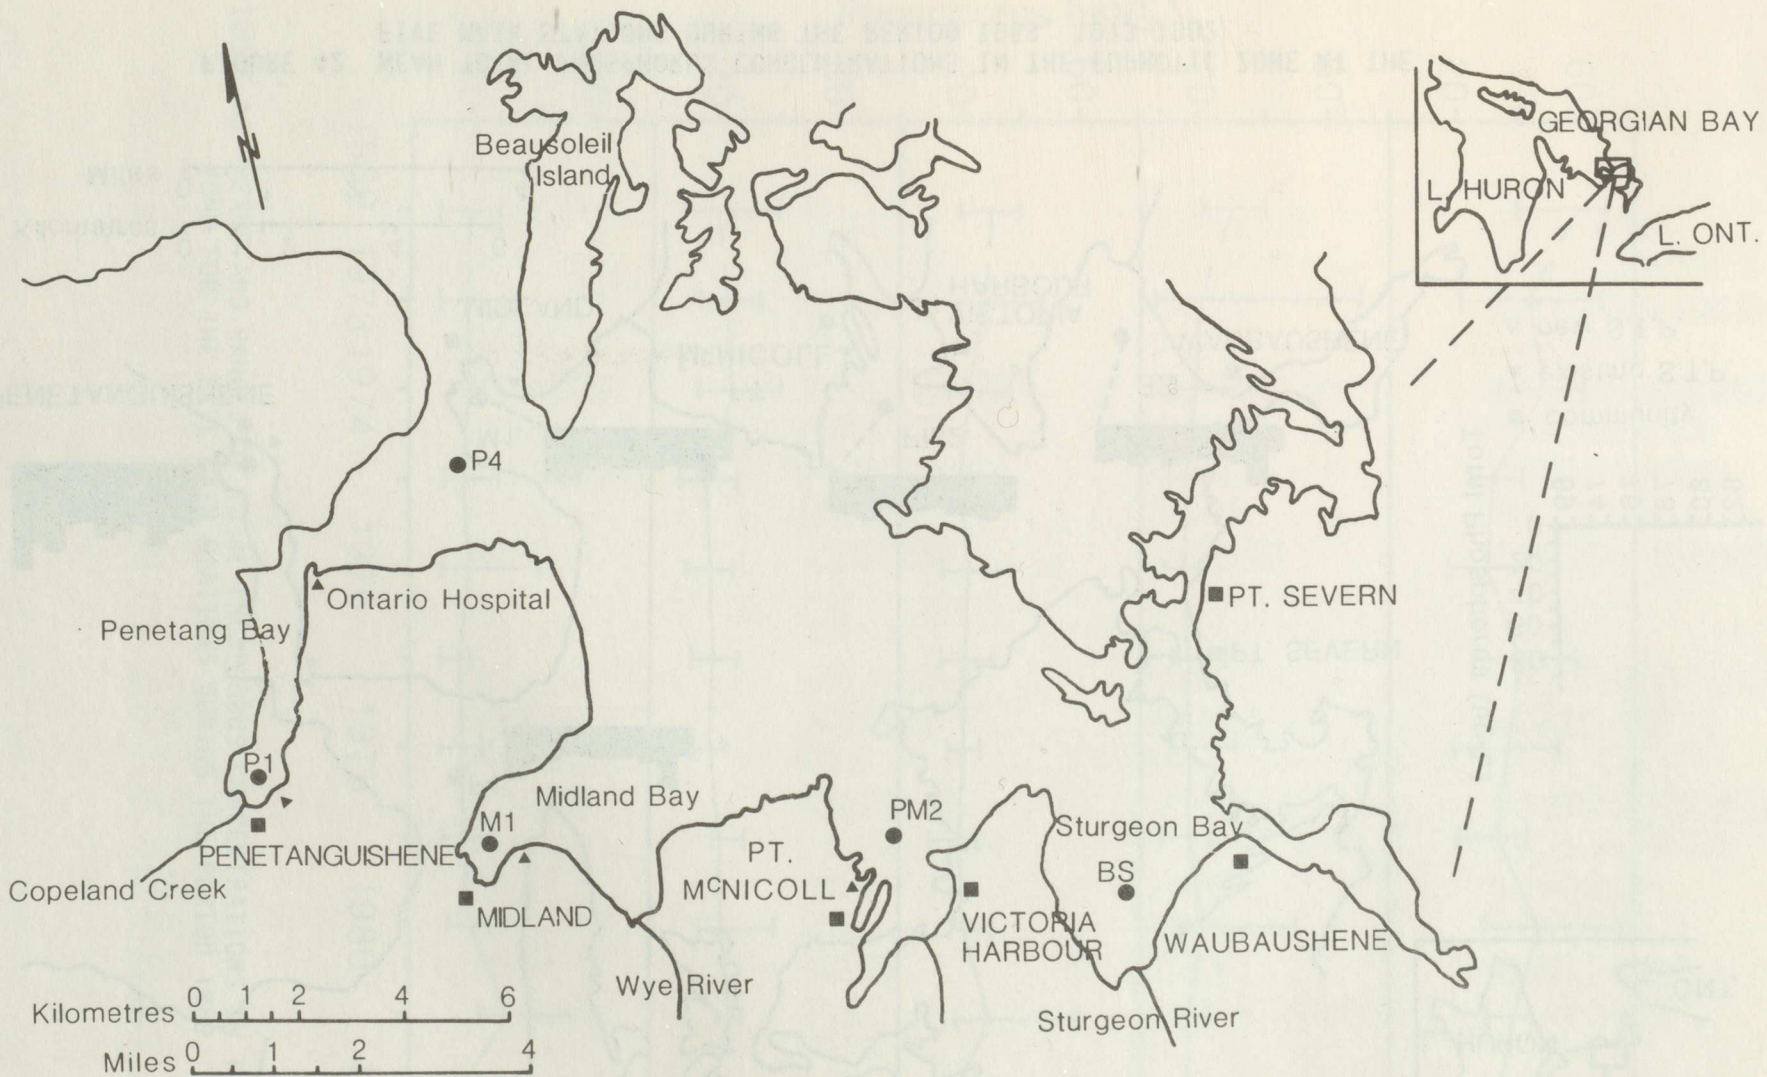 Beausoleil
Island
GEORGIAN BAY
L. HURON
L. ONT.
P4
Ontario Hospital
Penetang Bay
PT. SEVERN
P1
PENETANGUISHENE
Copeland Creek
Midland Bay
M1
MIDLAND
Wye River
PT.
McNICOLL
PM2
VICTORIA
HARBOUR
Sturgeon Bay
BS
WAUBAUSHENE
Sturgeon River
Kilometres 0 1 2 4 6
Miles 0 1 2 4